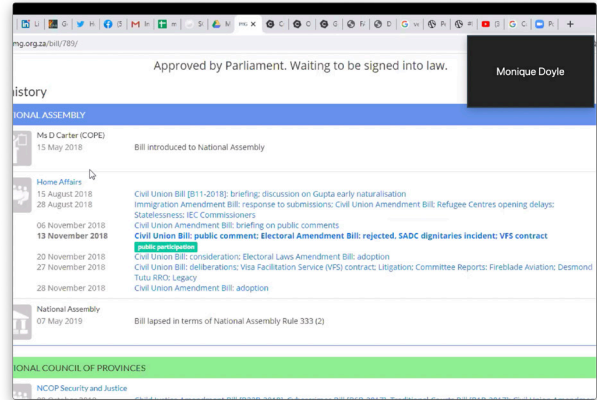 mg.org.za/bill/789/
Approved by Parliament. Waiting to be signed into law.
Monique Doyle
istory
IONAL ASSEMBLY
Ms D Carter (COPE)
15 May 2018 Bill introduced to National Assembly
Home Affairs
15 August 2018 Civil Union Bill [B11-2018]: briefing; discussion on Gupta early naturalisation
28 August 2018 Immigration Amendment Bill: response to submissions; Civil Union Amendment Bill; Refugee Centres opening delays;
Statelessness; IEC Commissioners
06 November 2018 Civil Union Amendment Bill: briefing on public comments
13 November 2018 Civil Union Bill: public comment; Electoral Amendment Bill: rejected, SADC dignitaries incident; VFS contract
public participation
20 November 2018 Civil Union Bill: consideration; Electoral Laws Amendment Bill: adoption
27 November 2018 Civil Union Bill: deliberations; Visa Facilitation Service (VFS) contract; Litigation; Committee Reports; Fireblade Aviation; Desmond
Tutu RRO; Legacy
28 November 2018 Civil Union Amendment Bill: adoption
National Assembly
07 May 2019 Bill lapsed in terms of National Assembly Rule 333 (2)
IONAL COUNCIL OF PROVINCES
NCOP Security and Justice